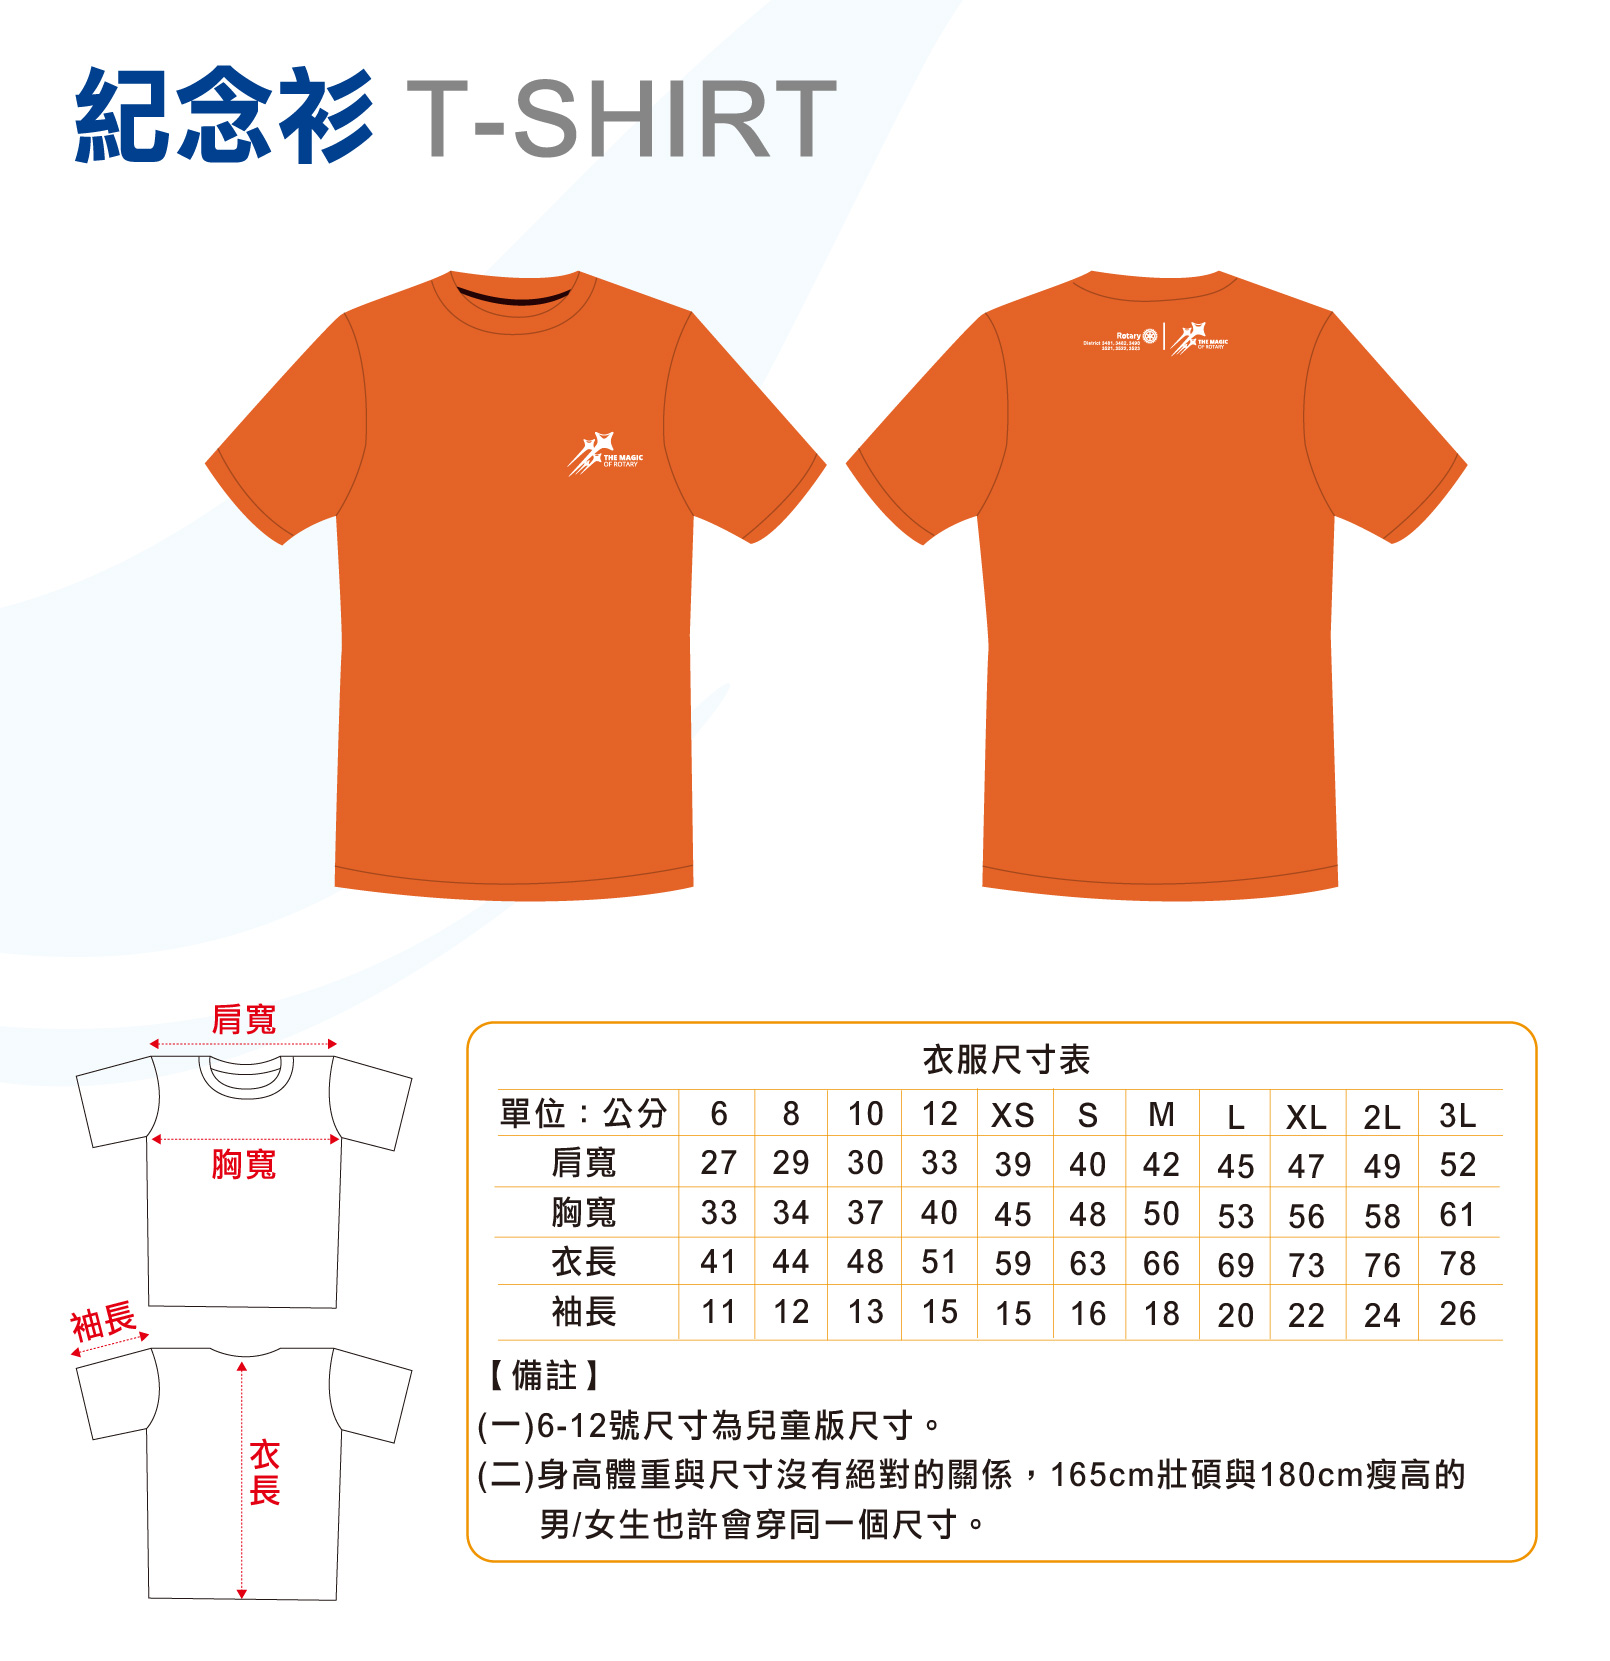 紀念衫 T-SHIRT
THE MAGIC
OF ROTARY
Rotary
District 3481, 3482, 3490
3521, 3522, 3523
THE MAGIC
OF ROTARY
肩寬
胸寬
袖長
衣長
衣服尺寸表
單位：公分 6 8 10 12 XS S M L XL 2L 3L
肩寬 27 29 30 33 39 40 42 45 47 49 52
胸寬 33 34 37 40 45 48 50 53 56 58 61
衣長 41 44 48 51 59 63 66 69 73 76 78
袖長 11 12 13 15 15 16 18 20 22 24 26
【備註】
(一)6-12號尺寸為兒童版尺寸。
(二)身高體重與尺寸沒有絕對的關係，165cm壯碩與180cm瘦高的
男/女生也許會穿同一個尺寸。